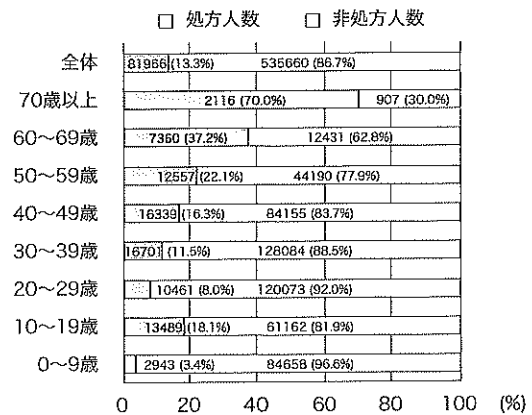 □ 処方人数 □ 非処方人数
全体 81966 (13.3%) 535660 (86.7%)
70歳以上 2116 (70.0%) 907 (30.0%)
60～69歳 7360 (37.2%) 12431 (62.8%)
50～59歳 12557 (22.1%) 44190 (77.9%)
40～49歳 16339 (16.3%) 84155 (83.7%)
30～39歳 16701 (11.5%) 128084 (88.5%)
20～29歳 10461 (8.0%) 120073 (92.0%)
10～19歳 13489 (18.1%) 61162 (81.9%)
0～9歳 2943 (3.4%) 84658 (96.6%)
0 20 40 60 80 100 (%)